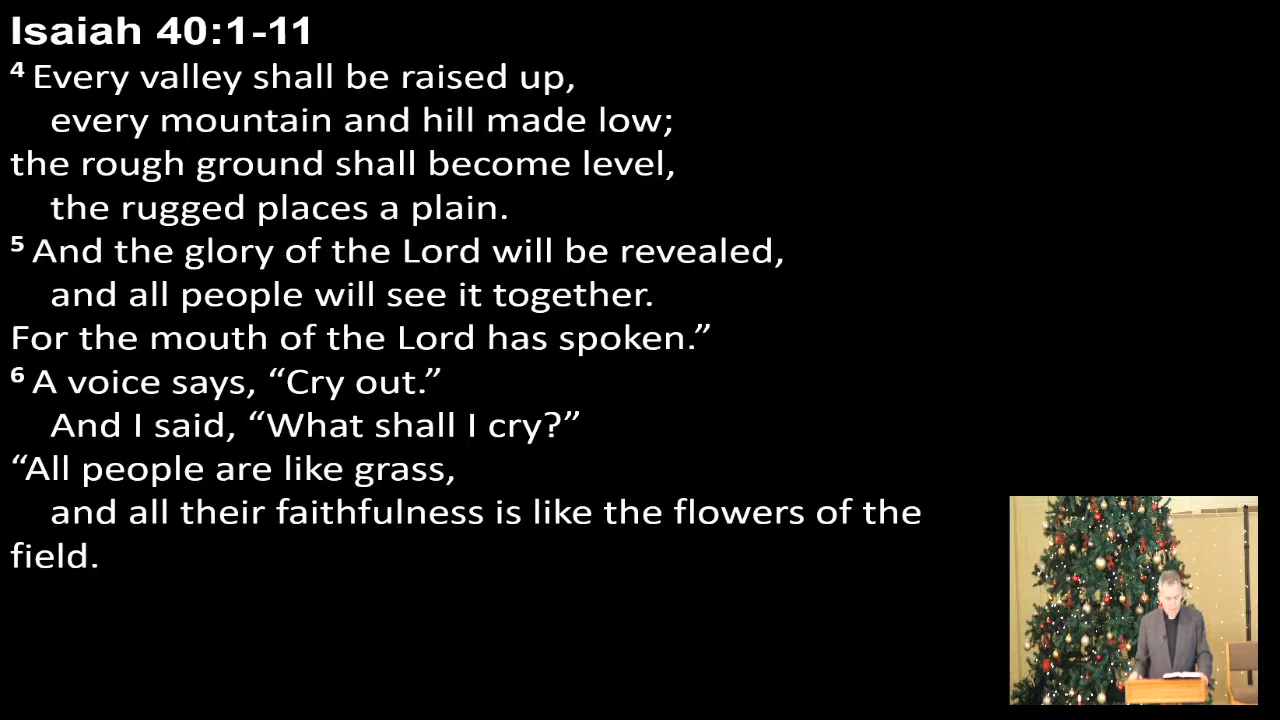 Isaiah 40:1-11
4 Every valley shall be raised up,
every mountain and hill made low;
the rough ground shall become level,
the rugged places a plain.
5 And the glory of the Lord will be revealed,
and all people will see it together.
For the mouth of the Lord has spoken.”
6 A voice says, “Cry out.”
And I said, “What shall I cry?”
“All people are like grass,
and all their faithfulness is like the flowers of the
field.